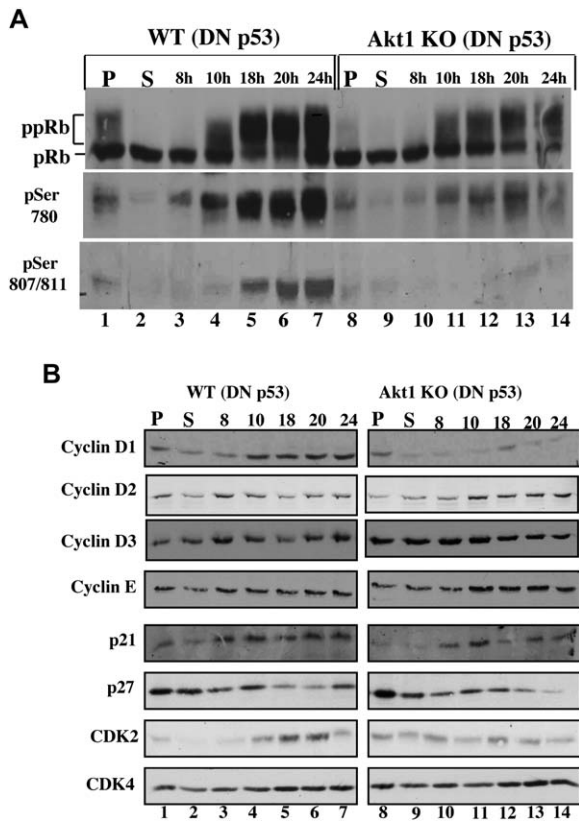 A
WT (DN p53) Akt1 KO (DN p53)
P S 8h 10h 18h 20h 24h P S 8h 10h 18h 20h 24h
ppRb
pRb
pSer
780
pSer
807/811
1 2 3 4 5 6 7 8 9 10 11 12 13 14
B
WT (DN p53) Akt1 KO (DN p53)
P S 8 10 18 20 24 P S 8 10 18 20 24
Cyclin D1
Cyclin D2
Cyclin D3
Cyclin E
p21
p27
CDK2
CDK4
1 2 3 4 5 6 7 8 9 10 11 12 13 14